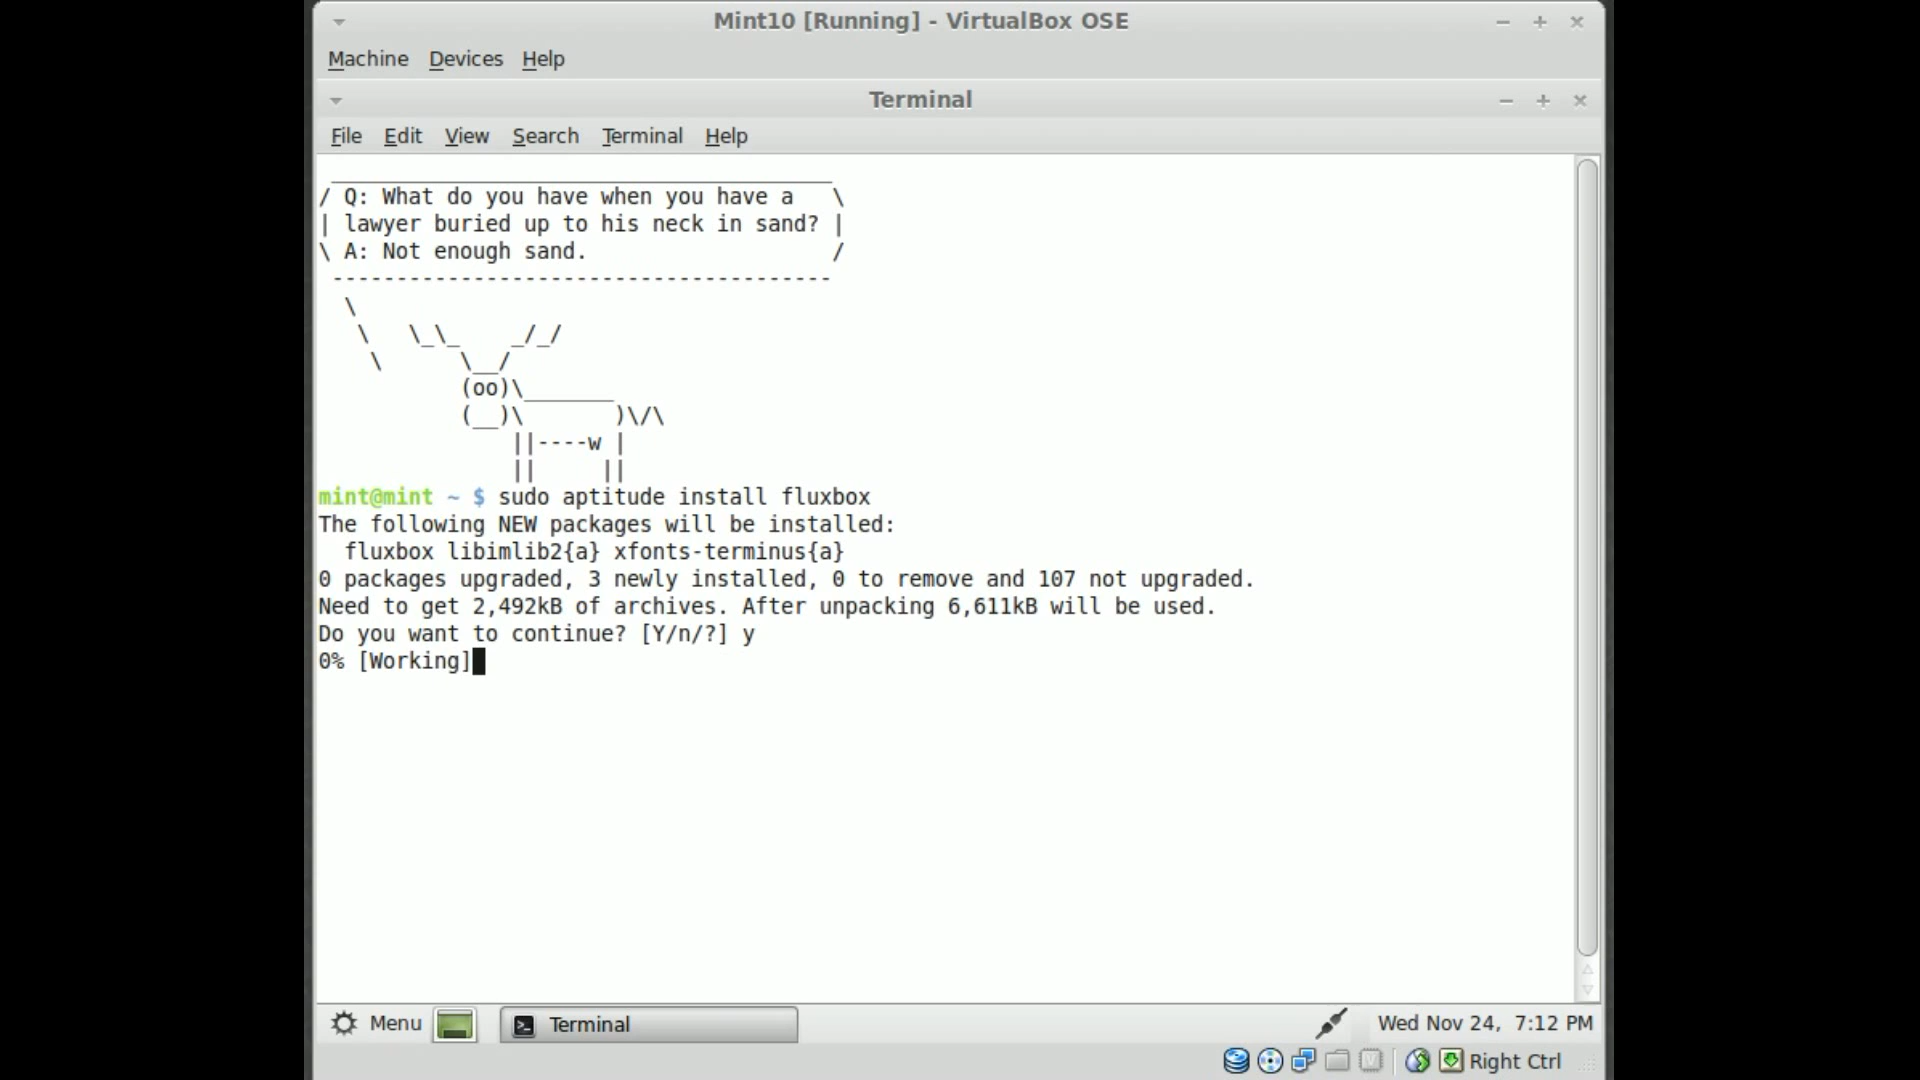 Mint10 [Running] - VirtualBox OSE
Machine Devices Help
Terminal
File Edit View Search Terminal Help
 _______________________________________
/ Q: What do you have when you have a   \
| lawyer buried up to his neck in sand? |
\ A: Not enough sand.                   /
 ---------------------------------------
  \
   \   \_\_    _/_/
    \      \__/
           (oo)\_______
           (__)\       )\/\
               ||----w |
               ||     ||
mint@mint ~ $ sudo aptitude install fluxbox
The following NEW packages will be installed:
  fluxbox libimlib2{a} xfonts-terminus{a}
0 packages upgraded, 3 newly installed, 0 to remove and 107 not upgraded.
Need to get 2,492kB of archives. After unpacking 6,611kB will be used.
Do you want to continue? [Y/n/?] y
0% [Working]
Menu Terminal Wed Nov 24, 7:12 PM
Right Ctrl